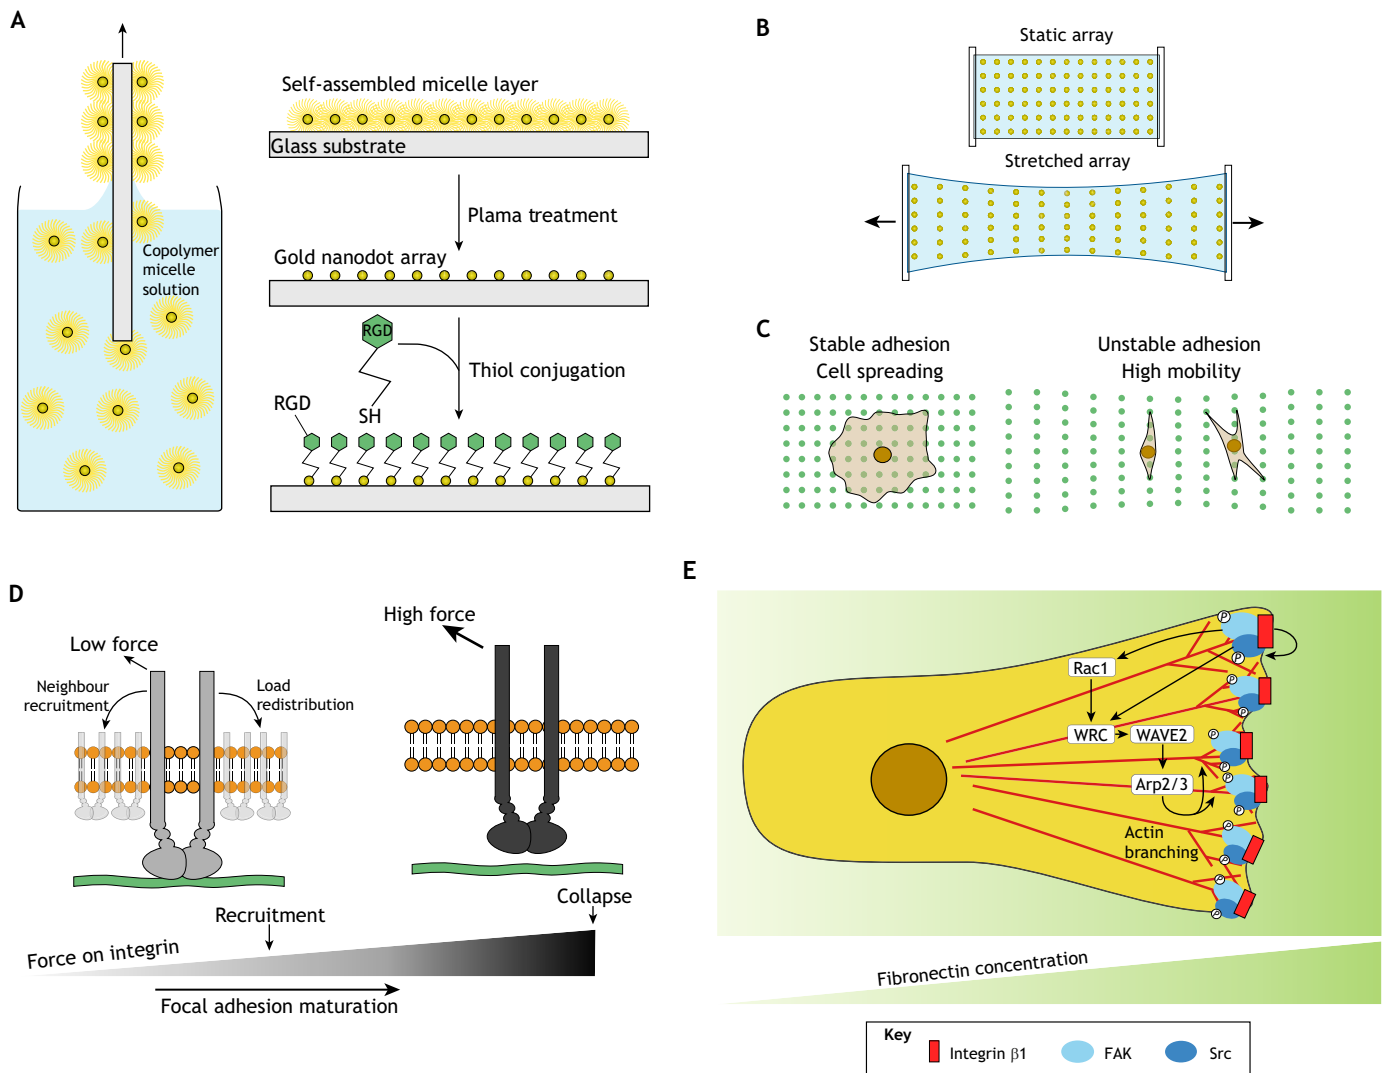 A
Self-assembled micelle layer
Glass substrate
Plama treatment
Copolymer
micelle
solution
Gold nanodot array
RGD
Thiol conjugation
SH
RGD
B
Static array
Stretched array
C
Stable adhesion
Cell spreading
Unstable adhesion
High mobility
D
Low force
Neighbour
recruitment
Load
redistribution
High force
Collapse
Recruitment
Force on integrin
Focal adhesion maturation
E
P
P
Rac1
P
P
WRC
WAVE2
P
P
P
Arp2/3
P
Actin
branching
P
P
P
P
Fibronectin concentration
Key
Integrin β1
FAK
Src